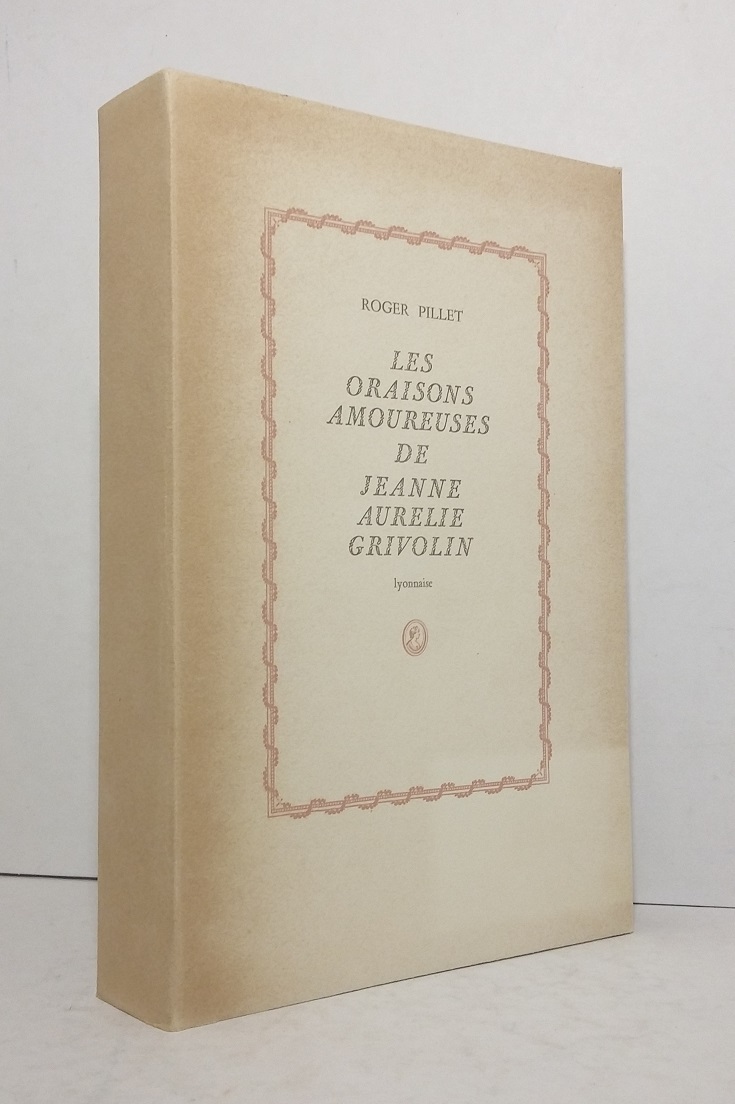 ROGER PILLET
LES
ORAISONS
AMOUREUSES
DE
JEANNE
AURELIE
GRIVOLIN
lyonnaise